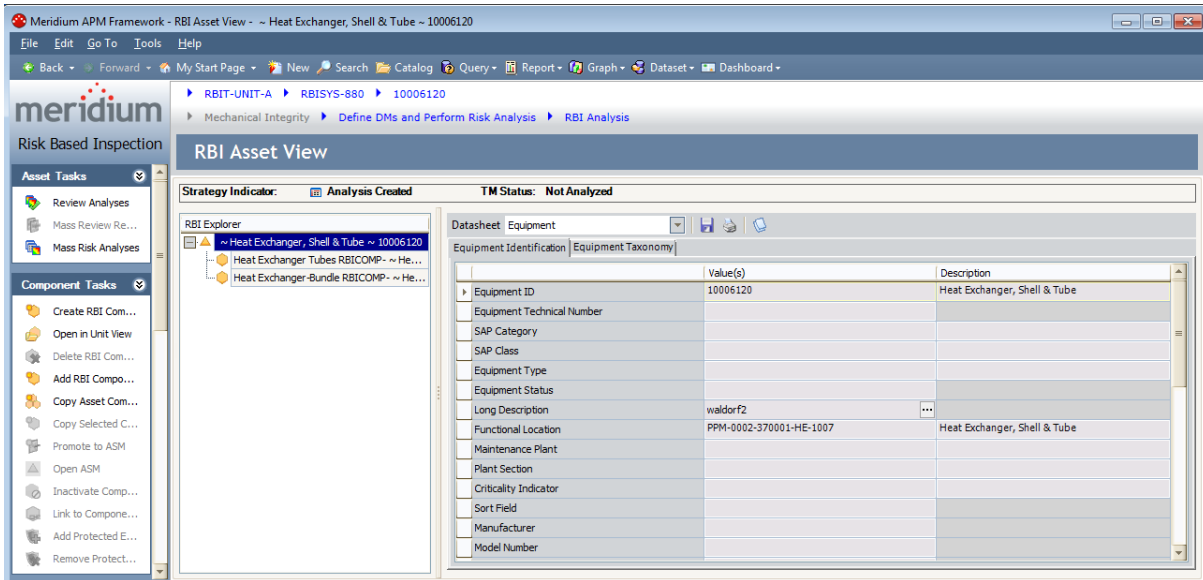 Meridium APM Framework - RBI Asset View - ~ Heat Exchanger, Shell & Tube ~ 10006120
File Edit Go To Tools Help
Back Forward My Start Page New Search Catalog Query Report Graph Dataset Dashboard
meridium
Risk Based Inspection
RBIT-UNIT-A RBISYS-880 10006120
Mechanical Integrity Define DMs and Perform Risk Analysis RBI Analysis
RBI Asset View
Asset Tasks
Review Analyses
Mass Review Re...
Mass Risk Analyses
Component Tasks
Create RBI Com...
Open in Unit View
Delete RBI Com...
Add RBI Compo...
Copy Asset Com...
Copy Selected C...
Promote to ASM
Open ASM
Inactivate Comp...
Link to Compone...
Add Protected E...
Remove Protect...
Strategy Indicator: Analysis Created TM Status: Not Analyzed
RBI Explorer
~ Heat Exchanger, Shell & Tube ~ 10006120
Heat Exchanger Tubes RBICOMP- ~ He...
Heat Exchanger-Bundle RBICOMP- ~ He...
Datasheet Equipment
Equipment Identification Equipment Taxonomy
Value(s) Description
Equipment ID 10006120 Heat Exchanger, Shell & Tube
Equipment Technical Number
SAP Category
SAP Class
Equipment Type
Equipment Status
Long Description waldorf2 ...
Functional Location PPM-0002-370001-HE-1007 Heat Exchanger, Shell & Tube
Maintenance Plant
Plant Section
Criticality Indicator
Sort Field
Manufacturer
Model Number